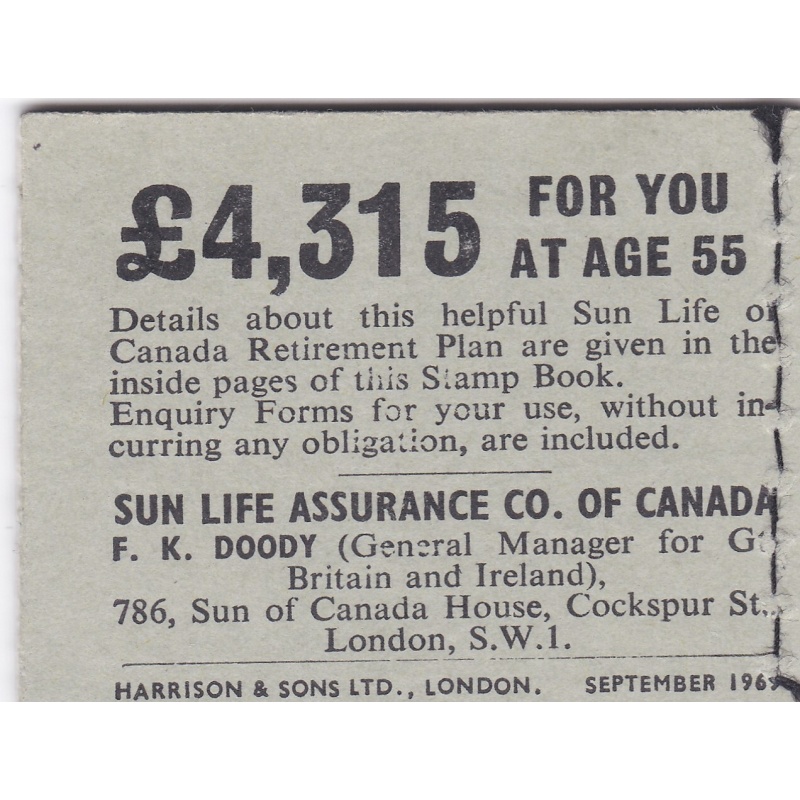 £4,315 FOR YOU
AT AGE 55
Details about this helpful Sun Life of
Canada Retirement Plan are given in the
inside pages of this Stamp Book.
Enquiry Forms for your use, without in-
curring any obligation, are included.
SUN LIFE ASSURANCE CO. OF CANADA
F. K. DOODY (General Manager for Gt.
Britain and Ireland),
786, Sun of Canada House, Cockspur St.,
London, S.W.1.
HARRISON & SONS LTD., LONDON. SEPTEMBER